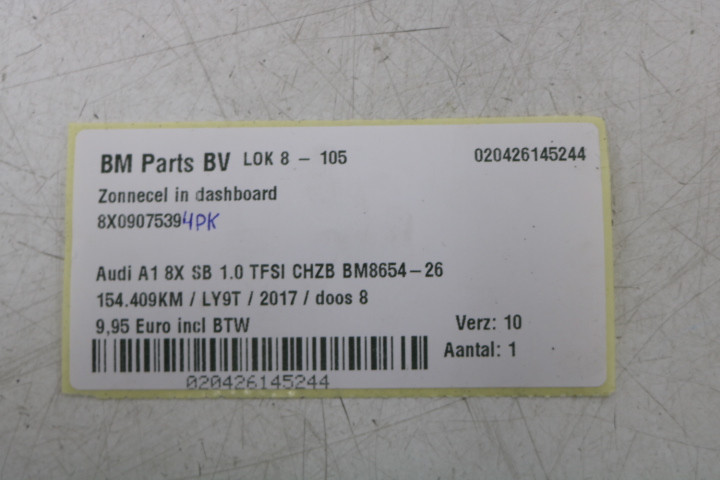 BM Parts BV LOK 8 - 105 020426145244
Zonnecel in dashboard
8X0907539 4PK
Audi A1 8X SB 1.0 TFSI CHZB BM8654-26
154.409KM / LY9T / 2017 / doos 8
9,95 Euro incl BTW Verz: 10
Aantal: 1
020426145244